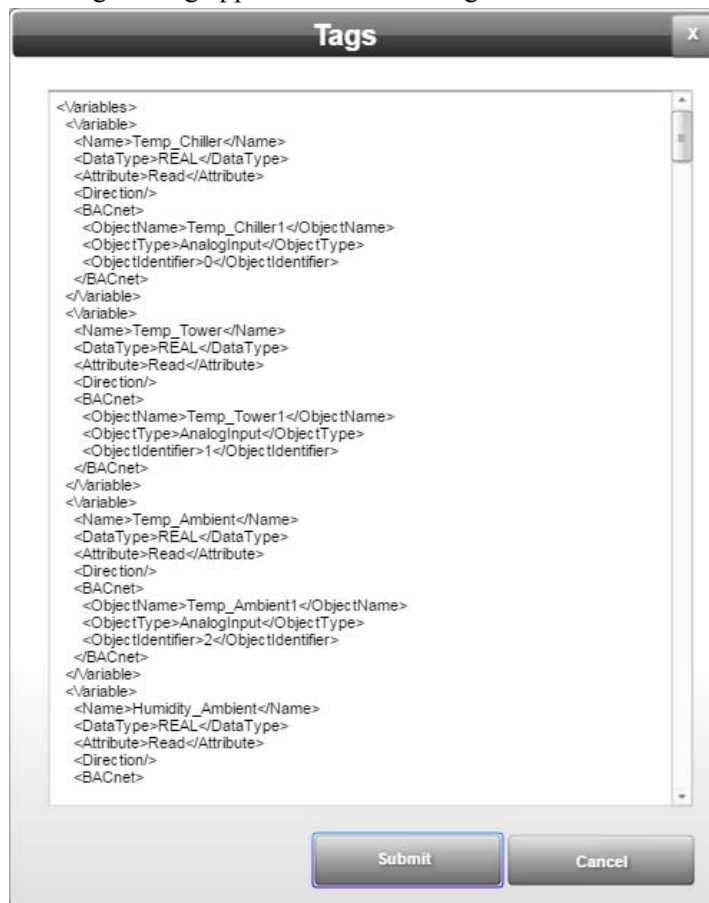 Tags
x
<Variables>
<Variable>
<Name>Temp_Chiller</Name>
<DataType>REAL</DataType>
<Attribute>Read</Attribute>
<Direction/>
<BACnet>
<ObjectName>Temp_Chiller1</ObjectName>
<ObjectType>AnalogInput</ObjectType>
<ObjectIdentifier>0</ObjectIdentifier>
</BACnet>
</Variable>
<Variable>
<Name>Temp_Tower</Name>
<DataType>REAL</DataType>
<Attribute>Read</Attribute>
<Direction/>
<BACnet>
<ObjectName>Temp_Tower1</ObjectName>
<ObjectType>AnalogInput</ObjectType>
<ObjectIdentifier>1</ObjectIdentifier>
</BACnet>
</Variable>
<Variable>
<Name>Temp_Ambient</Name>
<DataType>REAL</DataType>
<Attribute>Read</Attribute>
<Direction/>
<BACnet>
<ObjectName>Temp_Ambient1</ObjectName>
<ObjectType>AnalogInput</ObjectType>
<ObjectIdentifier>2</ObjectIdentifier>
</BACnet>
</Variable>
<Variable>
<Name>Humidity_Ambient</Name>
<DataType>REAL</DataType>
<Attribute>Read</Attribute>
<Direction/>
<BACnet>
Submit
Cancel